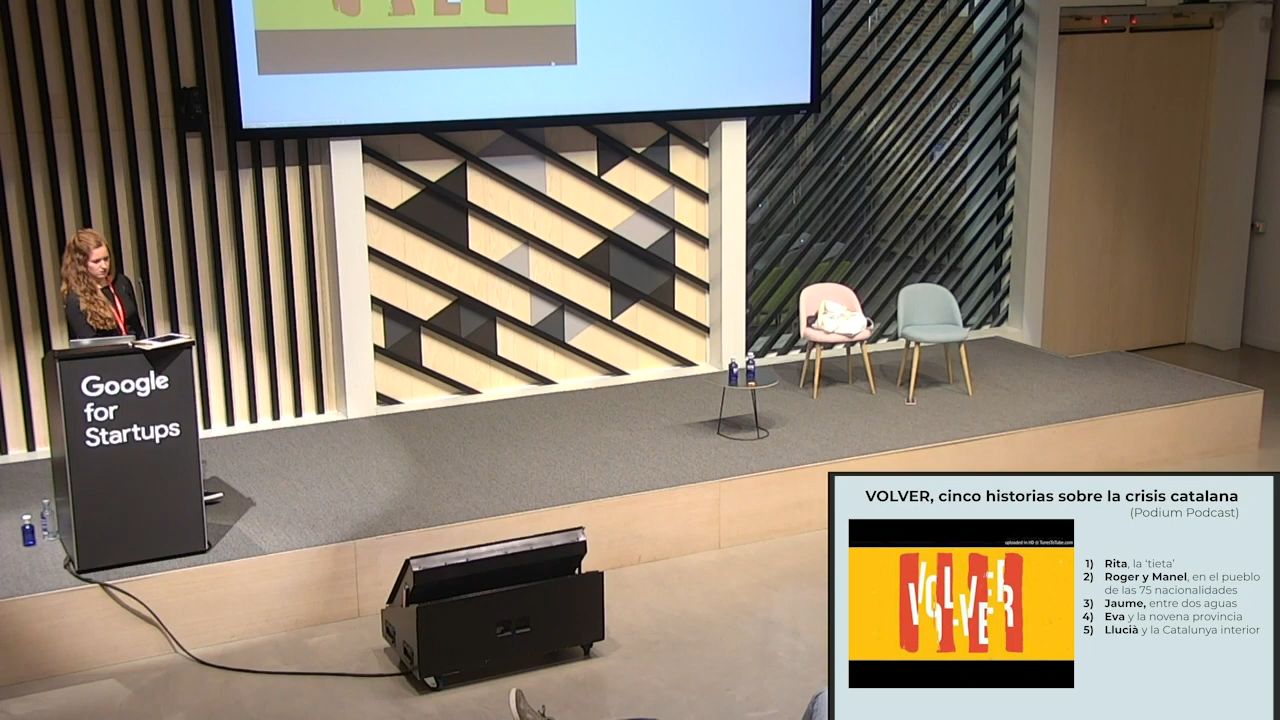 Google
for
Startups
VOLVER, cinco historias sobre la crisis catalana
(Podium Podcast)
uploaded in HD @ TunesToTube.com
VOLVER
1) Rita, la 'tieta'
2) Roger y Manel, en el pueblo
de las 75 nacionalidades
3) Jaume, entre dos aguas
4) Eva y la novena provincia
5) Llucià y la Catalunya interior